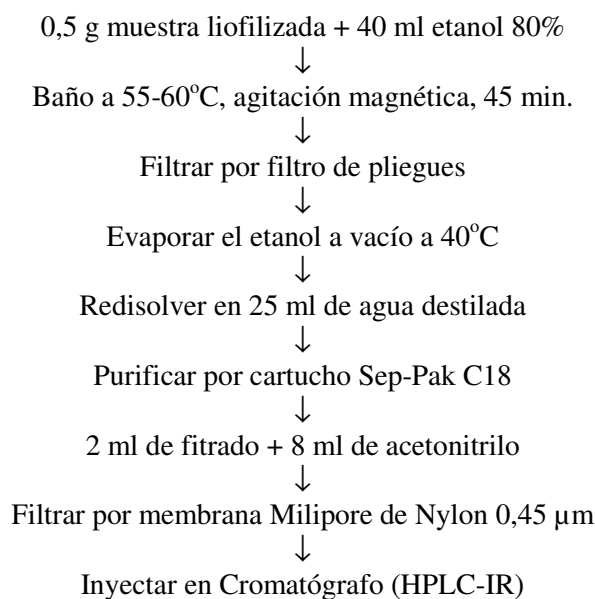 0,5 g muestra liofilizada + 40 ml etanol 80%
↓
Baño a 55-60°C, agitación magnética, 45 min.
↓
Filtrar por filtro de pliegues
↓
Evaporar el etanol a vacío a 40°C
↓
Redisolver en 25 ml de agua destilada
↓
Purificar por cartucho Sep-Pak C18
↓
2 ml de fitrado + 8 ml de acetonitrilo
↓
Filtrar por membrana Milipore de Nylon 0,45 µm
↓
Inyectar en Cromatógrafo (HPLC-IR)